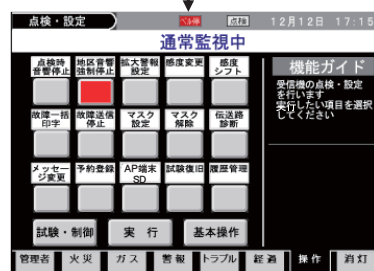 点検・設定
ベル停
点検
12月12日 17:15
通常監視中
点検時
音響停止
地区音響
強制停止
拡大警報
設定
感度変更
感度
シフト
故障一括
印字
故障送信
停止
マスク
設定
マスク
解除
伝送路
診断
メッセー
ジ変更
予約登録
AP端末
SD
試験復旧
履歴管理
試験・制御
実 行
基本操作
機能ガイド
受信機の点検・設定
を行います
実行したい項目を選択
してください
管理者
火 災
ガ ス
警 報
トラブル
経 過
操 作
消 灯